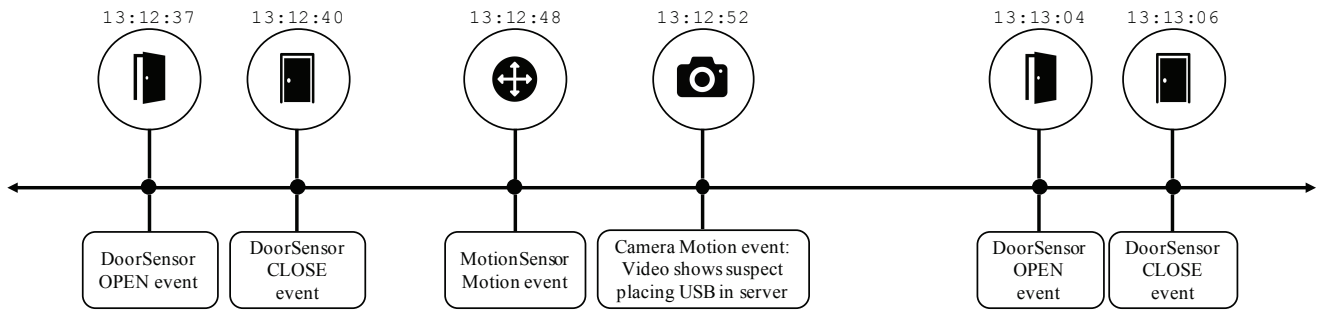 13:12:37
13:12:40
13:12:48
13:12:52
13:13:04
13:13:06
DoorSensor
OPEN event
DoorSensor
CLOSE
event
MotionSensor
Motion event
Camera Motion event:
Video shows suspect
placing USB in server
DoorSensor
OPEN
event
DoorSensor
CLOSE
event